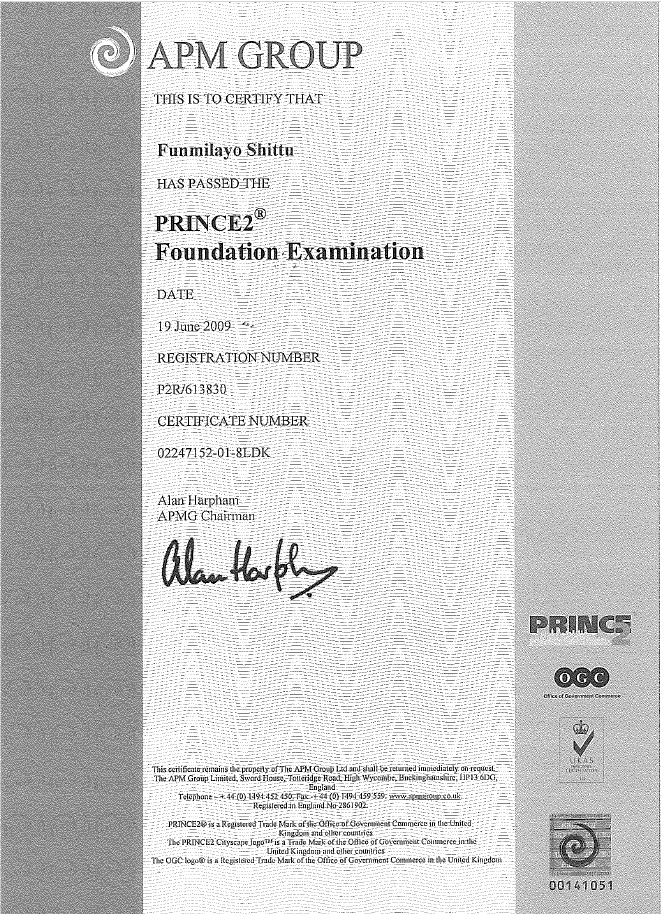 APM GROUP
THIS IS TO CERTIFY THAT
Funmilayo Shittu
HAS PASSED THE
PRINCE2®
Foundation Examination
DATE
19 June 2009
REGISTRATION NUMBER
P2R/613830
CERTIFICATE NUMBER
02247152-01-8LDK
Alan Harpham
APMG Chairman
Alan Harpham
PRINCE2
OGC
Office of Government Commerce
UKAS
This certificate remains the property of The APM Group Ltd and shall be returned immediately on request.
The APM Group Limited, Sword House, Totteridge Road, High Wycombe, Buckinghamshire, HP13 6DG,
England
Telephone - + 44 (0) 1494 452 450, Fax - + 44 (0) 1494 459 559, www.apmgroup.co.uk
Registered in England No 2861902.
PRINCE2® is a Registered Trade Mark of the Office of Government Commerce in the United
Kingdom and other countries
The PRINCE2 Cityscape logo™ is a Trade Mark of the Office of Government Commerce in the
United Kingdom and other countries
The OGC logo® is a Registered Trade Mark of the Office of Government Commerce in the United Kingdom
00141051